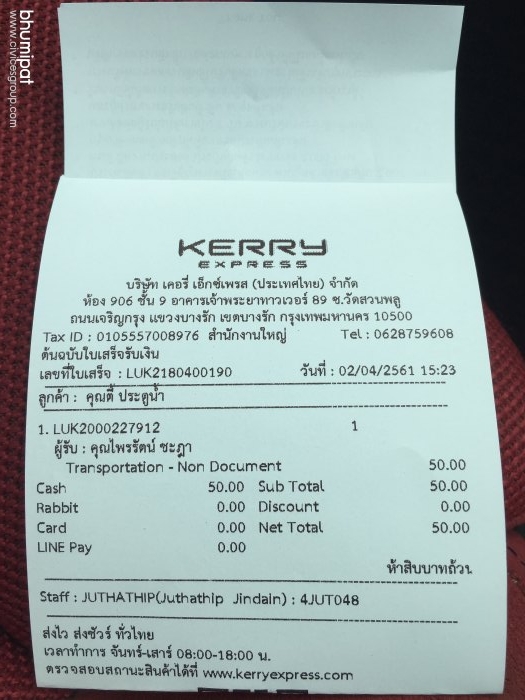 bhumipat
www.civicesgroup.com
KERRY
EXPRESS
บริษัท เคอรี่ เอ็กซ์เพรส (ประเทศไทย) จำกัด
ห้อง 906 ชั้น 9 อาคารเจ้าพระยาทาวเวอร์ 89 ซ.วัดสวนพลู
ถนนเจริญกรุง แขวงบางรัก เขตบางรัก กรุงเทพมหานคร 10500
Tax ID : 0105557008976 สำนักงานใหญ่ Tel : 0628759608
ต้นฉบับใบเสร็จรับเงิน
เลขที่ใบเสร็จ : LUK2180400190 วันที่ : 02/04/2561 15:23
ลูกค้า : คุณตี๋ ประตูน้ำ
1. LUK2000227912 1
ผู้รับ : คุณไพรรัตน์ ชะฎา
Transportation - Non Document 50.00
Cash 50.00 Sub Total 50.00
Rabbit 0.00 Discount 0.00
Card 0.00 Net Total 50.00
LINE Pay 0.00
ห้าสิบบาทถ้วน
Staff : JUTHATHIP(Juthathip Jindain) : 4JUT048
ส่งไว ส่งชัวร์ ทั่วไทย
เวลาทำการ จันทร์-เสาร์ 08:00-18:00 น.
ตรวจสอบสถานะสินค้าได้ที่ www.kerryexpress.com